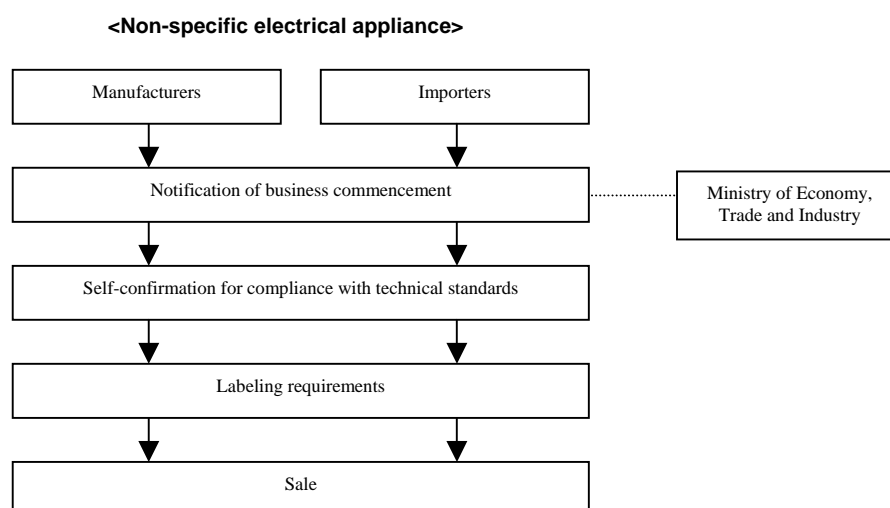 <Non-specific electrical appliance>
Manufacturers
Importers
Notification of business commencement
Ministry of Economy,
Trade and Industry
Self-confirmation for compliance with technical standards
Labeling requirements
Sale